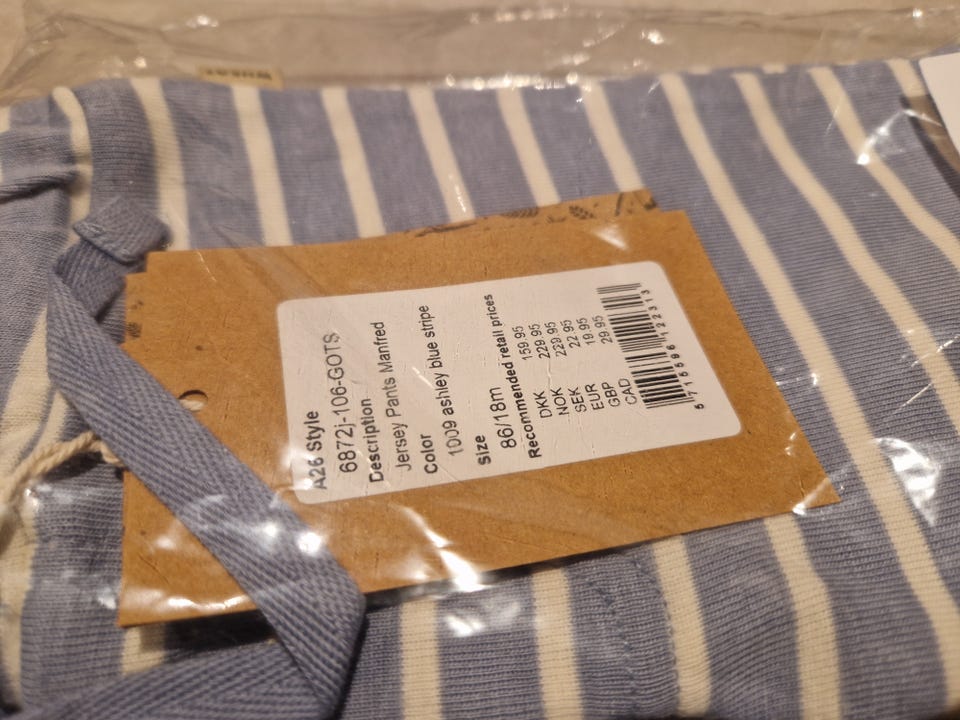 A26 Style
6872j-106-GOTS
Description
Jersey Pants Manfred
Color
1009 ashley blue stripe
Size
86/18m
Recommended retail prices
DKK 159.95
NOK 229.95
SEK 229.95
EUR 22.95
GBP 19.95
CAD 29.95